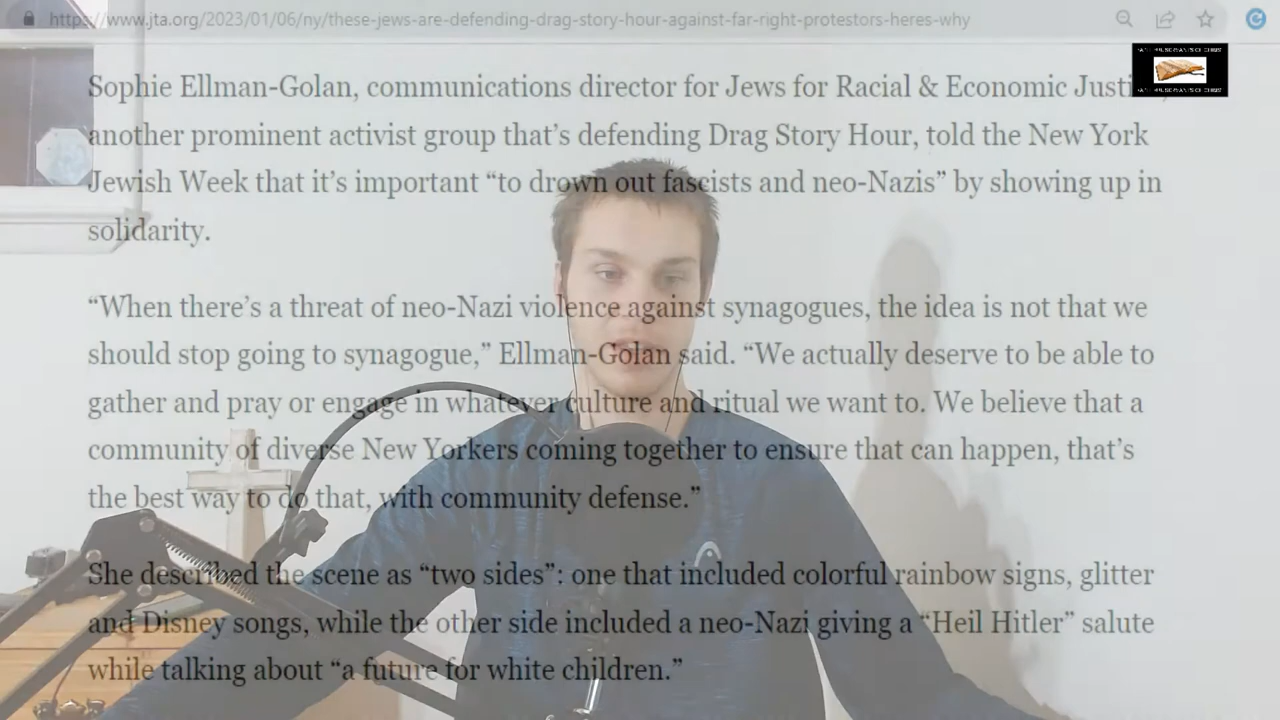 https://www.jta.org/2023/01/06/ny/these-jews-are-defending-drag-story-hour-against-far-right-protestors-heres-why
Sophie Ellman-Golan, communications director for Jews for Racial & Economic
another prominent activist group that’s defending Drag Story Hour, told the New York
Jewish Week that it’s important “to drown out fascists and neo-Nazis” by showing up in
solidarity.
“When there’s a threat of neo-Nazi violence against synagogues, the idea is not that we
should stop going to synagogue,” Ellman-Golan said. “We actually deserve to be able to
gather and pray or engage in whatever culture and ritual we want to. We believe that a
community of diverse New Yorkers coming together to ensure that can happen, that’s
the best way to do that, with community defense.”
She described the scene as “two sides”: one that included colorful rainbow signs, glitter
and Disney songs, while the other side included a neo-Nazi giving a “Heil Hitler” salute
while talking about “a future for white children.”